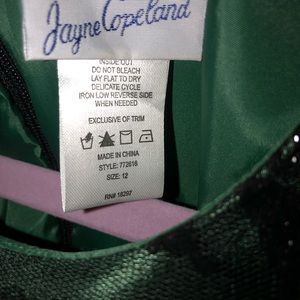 Jayne Copeland
INSIDE OUT
DO NOT BLEACH
LAY FLAT TO DRY
DELICATE CYCLE
IRON LOW REVERSE SIDE
WHEN NEEDED
EXCLUSIVE OF TRIM
MADE IN CHINA
STYLE: 772616
SIZE: 12
RN# 18297